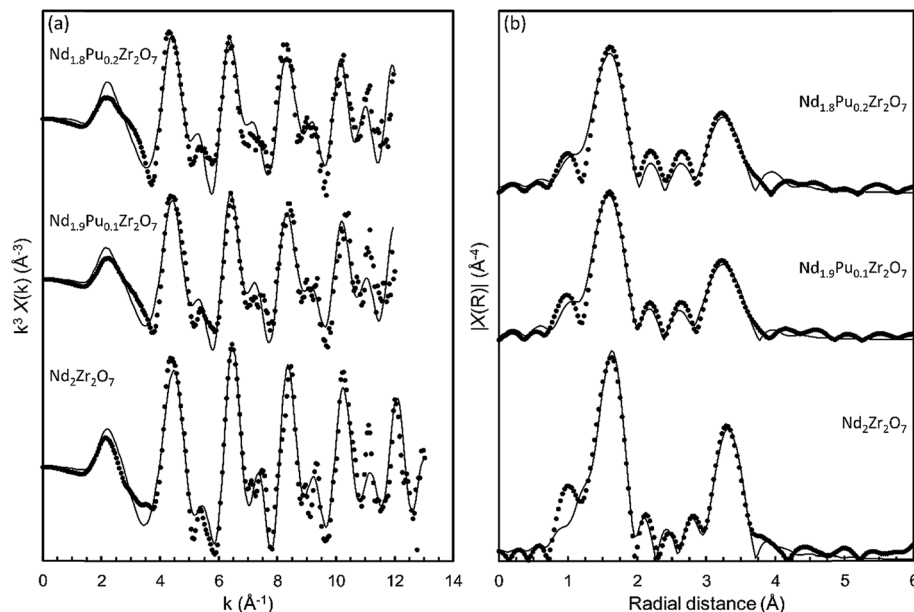 (a)
Nd1.8Pu0.2Zr2O7
Nd1.9Pu0.1Zr2O7
Nd2Zr2O7
k³ X(k) (Å⁻³)
0 2 4 6 8 10 12 14
k (Å⁻¹)
(b)
Nd1.8Pu0.2Zr2O7
Nd1.9Pu0.1Zr2O7
Nd2Zr2O7
|X(R)| (Å⁻⁴)
0 1 2 3 4 5 6
Radial distance (Å)